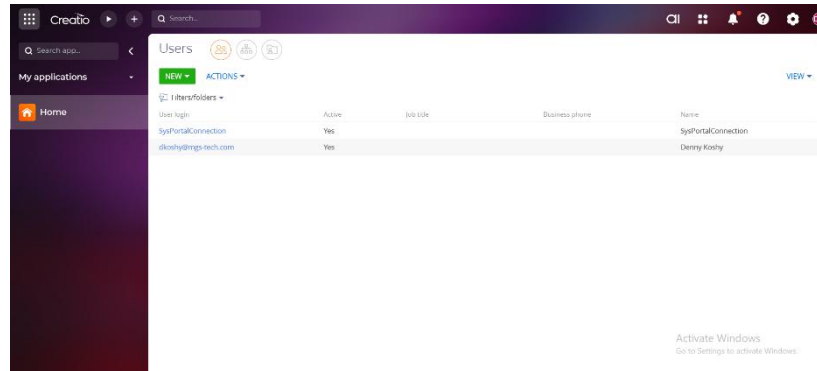 Creatio Search.. CII
Search app..
Users
My applications
NEW ACTIONS VIEW
Filters/folders
Home
User login Active Job title Business phone Name
SysPortalConnection Yes SysPortalConnection
dkoshy@mgs-tech.com Yes Denny Koshy
Activate Windows
Go to Settings to activate Windows.